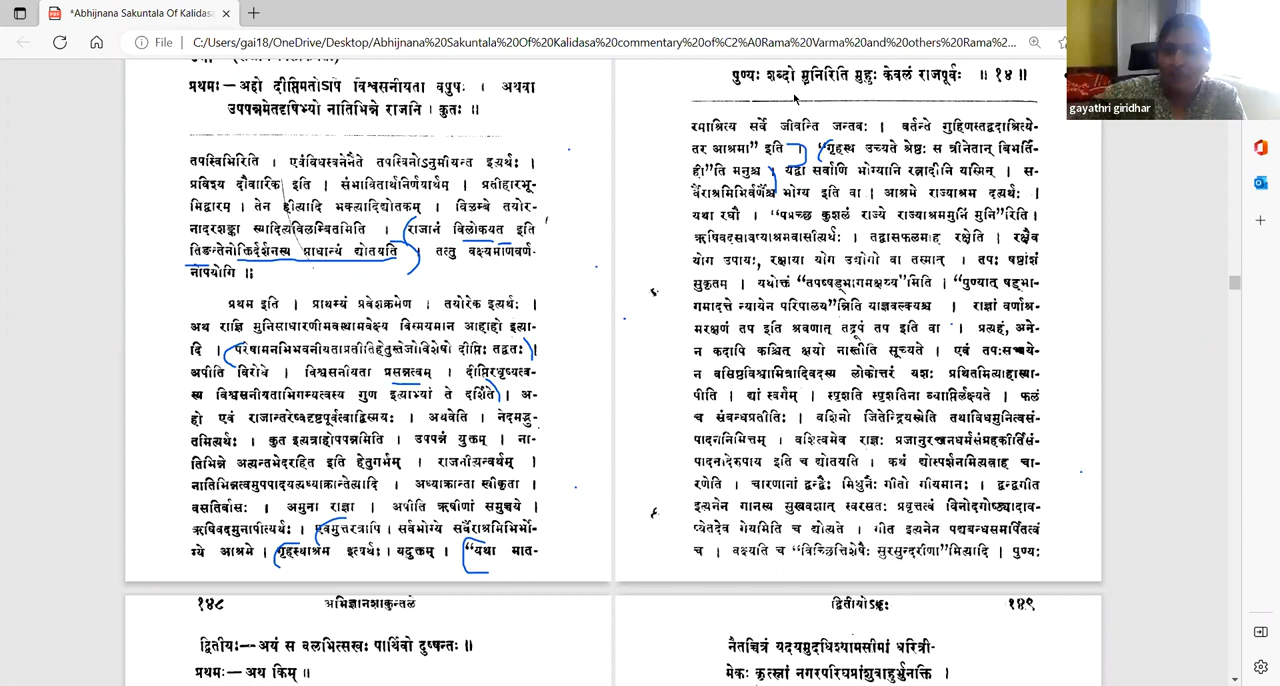 *Abhijnana Sakuntala Of Kalidasa
File
C:/Users/gai18/OneDrive/Desktop/Abhijnana%20Sakuntala%20Of%20Kalidasa%20commentary%20of%C2%A0Rama%20Varma%20and%20others%20Rama%20...
gayathri giridhar
प्रथमः— अहो दीप्तिमतोऽपि विश्वसनीयता वपुषः । अथवा
उपपन्नमेतदृषिभ्यो नातिभिन्ने राजनि । कुतः ॥
तपस्विभिरिति । एवंविधस्वनेनैते तपस्विनोऽनुमीयन्त इत्यर्थः ।
प्रविश्य दौवारिक इति । संभावितार्थनिर्णयार्थम् । प्रतीहारभू-
मिद्वारम् । तेन हीत्यादि भक्त्यादिद्योतकम् । विलम्बे तयोर-
नादरशङ्का स्यादित्यविलम्बितमिति । राजानं विलोकयत इति
तिङन्तेनोक्तिर्दर्शनस्य प्राधान्यं द्योतयति । तत्तु वक्ष्यमाणवर्ण-
नोपयोगि ॥
प्रथम इति । प्राथम्यं प्रवेशक्रमेण । तयोरेक इत्यर्थः ।
अथ राज्ञि मुनिसाधारणीमवस्थामवेक्ष्य विस्मयमान आहाहो इत्या-
दि । परेषामनभिभवनीयताप्रतीतिहेतुस्तेजोविशेषो दीप्तिः तद्वतः ।
अपीति विरोधे । विश्वसनीयता प्रसन्नत्वम् । दीप्तिरधृष्यत्व-
स्य विश्वसनीयताभिगम्यत्वस्य गुण इत्याभ्यां ते दर्शिते । अ-
हो एवं राजान्तरेष्वदृष्टपूर्वत्वाद्विस्मयः । अथवेति । नेदमद्भु-
तमित्यर्थः । कुत इत्यत्राहोपपन्नमिति । उपपन्नं युक्तम् । ना-
तिभिन्ने अत्यन्तभेदरहित इति हेतुगर्भम् । राजनीत्यन्वर्थम् ।
नातिभिन्नत्वमुपपादयत्यध्याक्रान्तेत्यादि । अध्याक्रान्ता स्वीकृता
वसतिर्वासः । अमुना राज्ञा । अपीति ऋषीणां समुच्चये ।
ऋषिवदमुनापीत्यर्थः । एवमुत्तरत्रापि । सर्वभोग्ये सर्वैराश्रमिभिर्भो-
ग्ये आश्रमे । गृहस्थाश्रम इत्यर्थः । यदुक्तम् । “यथा मात-
पुण्यः शब्दो मुनिरिति मुहुः केवलं राजपूर्वः ॥ १४॥
रमाश्रित्य सर्वे जीवन्ति जन्तवः । वर्तन्ते गृहिणस्तद्वदाश्रित्ये-
तर आश्रमा” इति । “गृहस्थ उच्यते श्रेष्ठः स त्रीनेतान् बिभर्ति
ही”ति मनुश्च । यद्वा सर्वाणि भोग्यानि रत्नादीनि यस्मिन् । स-
र्वैराश्रमिभिर्वर्णैश्च भोग्य इति वा । आश्रमे राज्याश्रम इत्यर्थः ।
यथा रघौ । “पप्रच्छ कुशलं राज्ये राज्याश्रममुनिं मुनि”रिति ।
ऋषिवदसावप्याश्रमवासीत्यर्थः । तद्वासफलमाह रक्षेति । रक्षैव
योग उपायः, रक्षाया योग उद्योगो वा तस्मान् । तपः षष्ठांशं
सुकृतम् । यथोक्तं “तपष्षड्भागमक्षय्य”मिति । “पुण्यात् षड्भा-
गमादत्ते न्यायेन परिपालय”न्निति याज्ञवल्क्यश्च । राज्ञां वर्णाश्र-
मरक्षणं तप इति श्रवणात् तद्रूपं तप इति वा । प्रत्यहं, अने-
न कदापि कश्चित् क्षयो नास्तीति सूच्यते । एवं तपःसञ्चये-
न वसिष्ठविश्वामित्रादिवदस्य लोकोत्तरं यशः प्रथितमित्याहास्या-
पीति । द्यां स्वर्गम् । स्पृशति स्पृशतिना व्याप्तिर्लक्ष्यते । फलं
च संबन्धप्रतीतिः । वशिनो जितेन्द्रियस्येति तथाविधमुनित्वसं-
पादननिमित्तम् । वशित्वमेव राज्ञः प्रजानुरञ्जनधर्मसंग्रहकीर्तिसं-
पादनादेरुपाय इति च द्योतयति । कथं द्योस्पर्शनमित्यत्राह चा-
रणेति । चारणानां द्वन्द्वैः मिथुनैः गीतो गीयमानः । द्वन्द्वगीत
इत्यनेन गानस्य सुखवशात् स्वरसतः प्रवृत्तत्वं विनोदगोष्ठ्यादाव-
प्येतदेव गेयमिति च द्योत्यते । गीत इत्यनेन पद्यबन्धसमर्पितत्वं
च । वक्ष्यति च “विच्छित्तिशेषैः सुरसुन्दरीणा”मित्यादि । पुण्यः
१४८ अभिज्ञानशाकुन्तले
द्वितीयः— अयं स बलभित्सखः पार्थिवो दुष्षन्तः ॥
प्रथमः— अथ किम् ॥
द्वितीयोऽङ्कः १४९
नैतच्चित्रं यदयमुदधिश्यामसीमां धरित्री-
मेकः कृत्स्नां नगरपरिघप्रांशुबाहुर्भुनक्ति ।